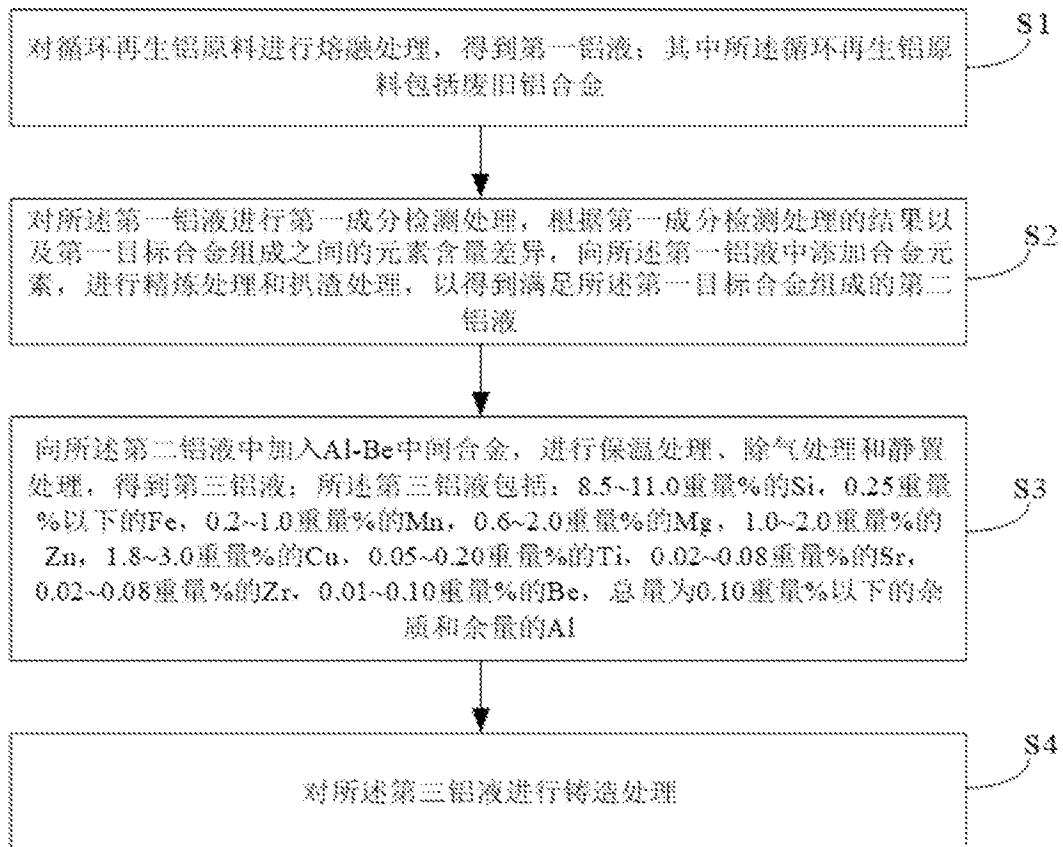 S1
对循环再生铝原料进行熔融处理，得到第一铝液；其中所述循环再生铝原
料包括废旧铝合金
S2
对所述第一铝液进行第一成分检测处理，根据第一成分检测处理的结果以
及第一目标合金组成之间的元素含量差异，向所述第一铝液中添加合金元
素，进行精炼处理和扒渣处理，以得到满足所述第一目标合金组成的第二
铝液
向所述第二铝液中加入Al-Be中间合金，进行保温处理、除气处理和静置
处理，得到第三铝液；所述第三铝液包括：8.5~11.0重量%的Si，0.25重量
%以下的Fe，0.2~1.0重量%的Mn，0.6~2.0重量%的Mg，1.0~2.0重量%的
S3
Zn，1.8~3.0重量%的Cu，0.05~0.20重量%的Ti，0.02~0.08重量%的Sr，
0.02~0.08重量%的Zr，0.01~0.10重量%的Be，总量为0.10重量%以下的杂
质和余量的Al
S4
对所述第三铝液进行铸造处理